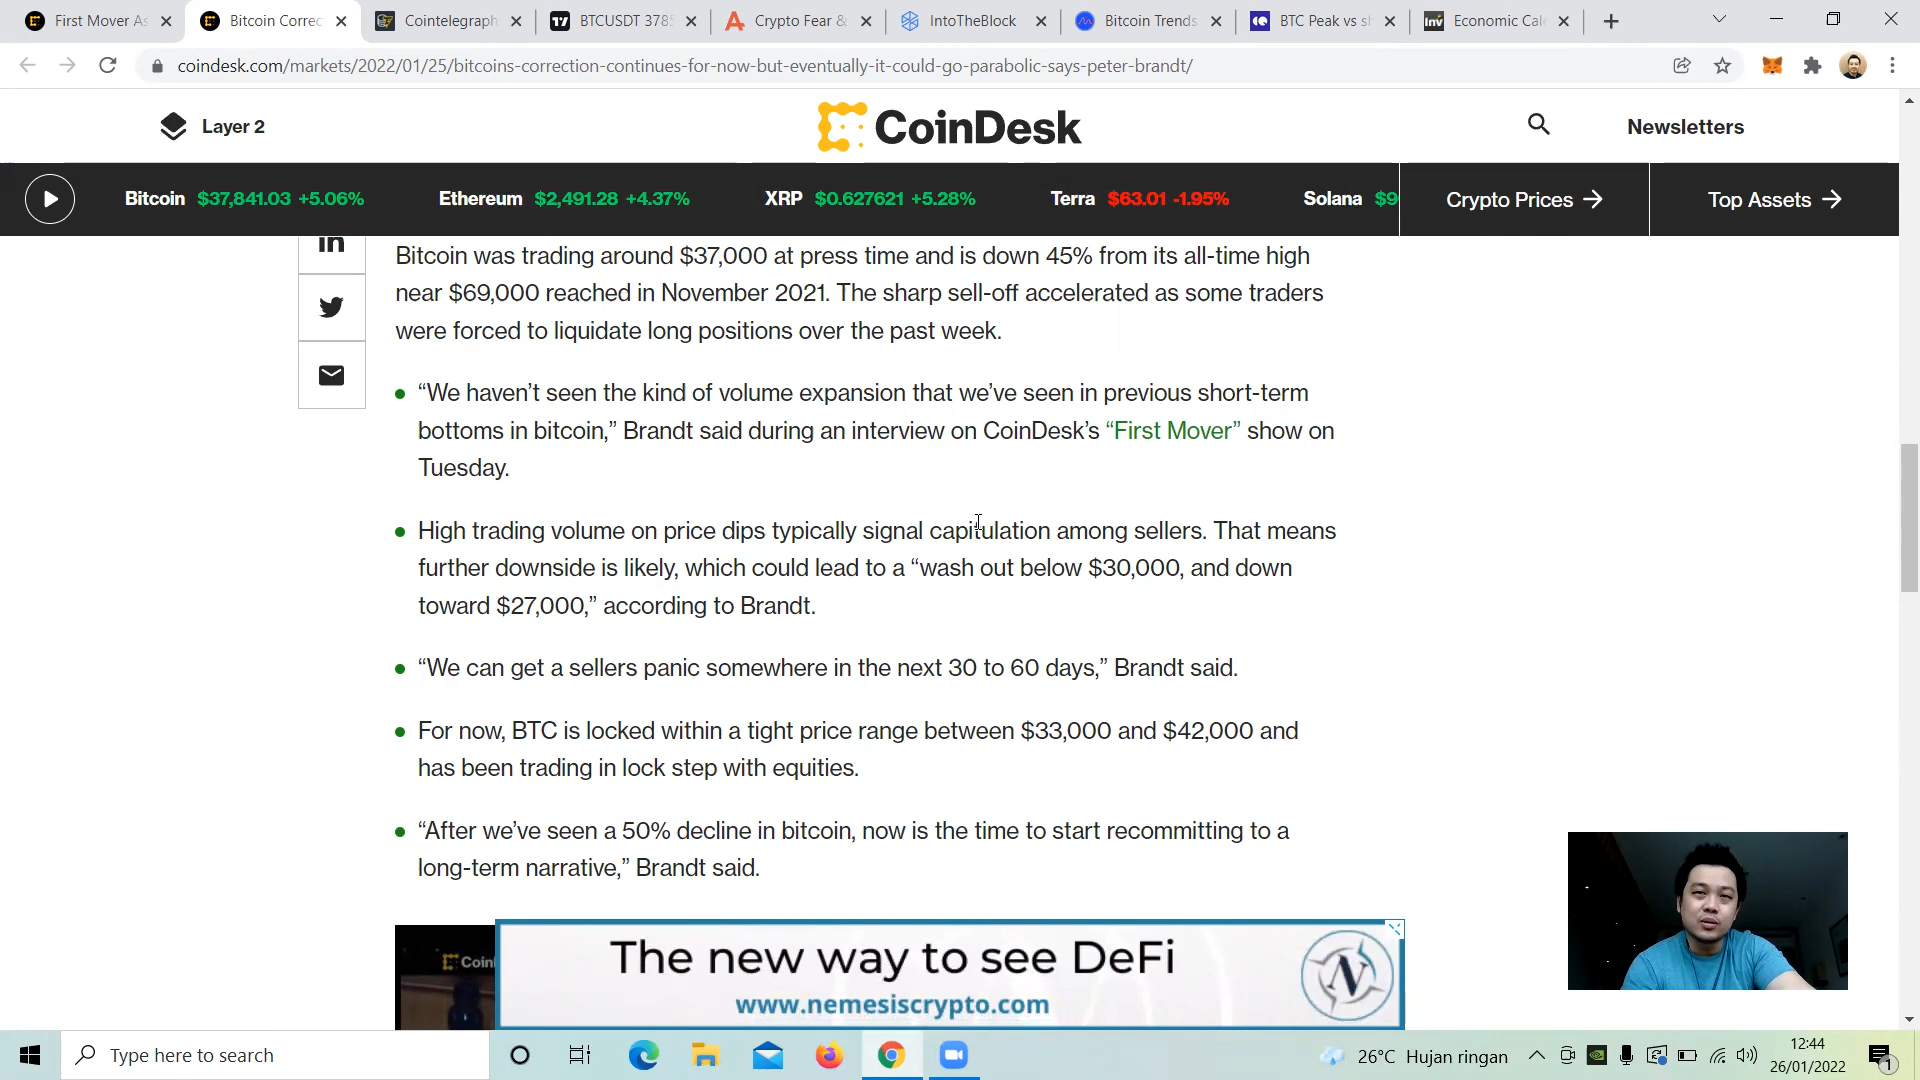 First Mover As
Bitcoin Correc
Cointelegraph
BTCUSDT 3785
Crypto Fear &
IntoTheBlock
Bitcoin Trends
BTC Peak vs sh
Economic Cal
coindesk.com/markets/2022/01/25/bitcoins-correction-continues-for-now-but-eventually-it-could-go-parabolic-says-peter-brandt/
Layer 2
CoinDesk
Newsletters
Bitcoin $37,841.03 +5.06%
Ethereum $2,491.28 +4.37%
XRP $0.627621 +5.28%
Terra $63.01 -1.95%
Solana $9
Crypto Prices
Top Assets
Bitcoin was trading around $37,000 at press time and is down 45% from its all-time high
near $69,000 reached in November 2021. The sharp sell-off accelerated as some traders
were forced to liquidate long positions over the past week.
“We haven’t seen the kind of volume expansion that we’ve seen in previous short-term
bottoms in bitcoin,” Brandt said during an interview on CoinDesk’s “First Mover” show on
Tuesday.
High trading volume on price dips typically signal capitulation among sellers. That means
further downside is likely, which could lead to a “wash out below $30,000, and down
toward $27,000,” according to Brandt.
“We can get a sellers panic somewhere in the next 30 to 60 days,” Brandt said.
For now, BTC is locked within a tight price range between $33,000 and $42,000 and
has been trading in lock step with equities.
“After we’ve seen a 50% decline in bitcoin, now is the time to start recommitting to a
long-term narrative,” Brandt said.
Coin
The new way to see DeFi
www.nemesiscrypto.com
N
Type here to search
26°C Hujan ringan
12:44
26/01/2022
1